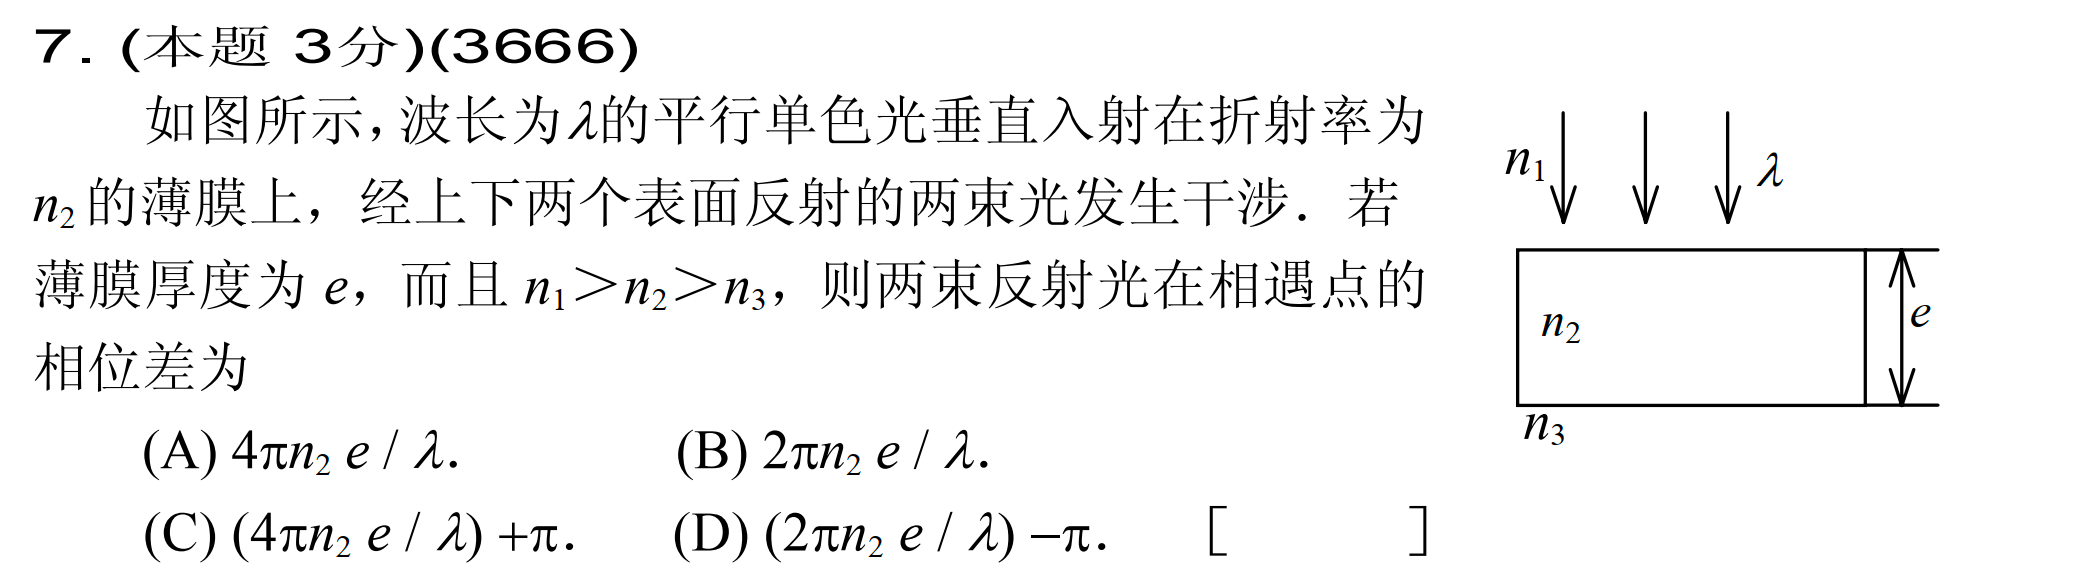 7. (本题 3分)(3666)
如图所示，波长为λ的平行单色光垂直入射在折射率为
n₂ 的薄膜上，经上下两个表面反射的两束光发生干涉．若
薄膜厚度为 e，而且 n₁＞n₂＞n₃，则两束反射光在相遇点的
相位差为
(A) 4πn₂ e / λ.    (B) 2πn₂ e / λ.
(C) (4πn₂ e / λ) +π.    (D) (2πn₂ e / λ) −π.    [    ]
n₁
λ
n₂
e
n₃